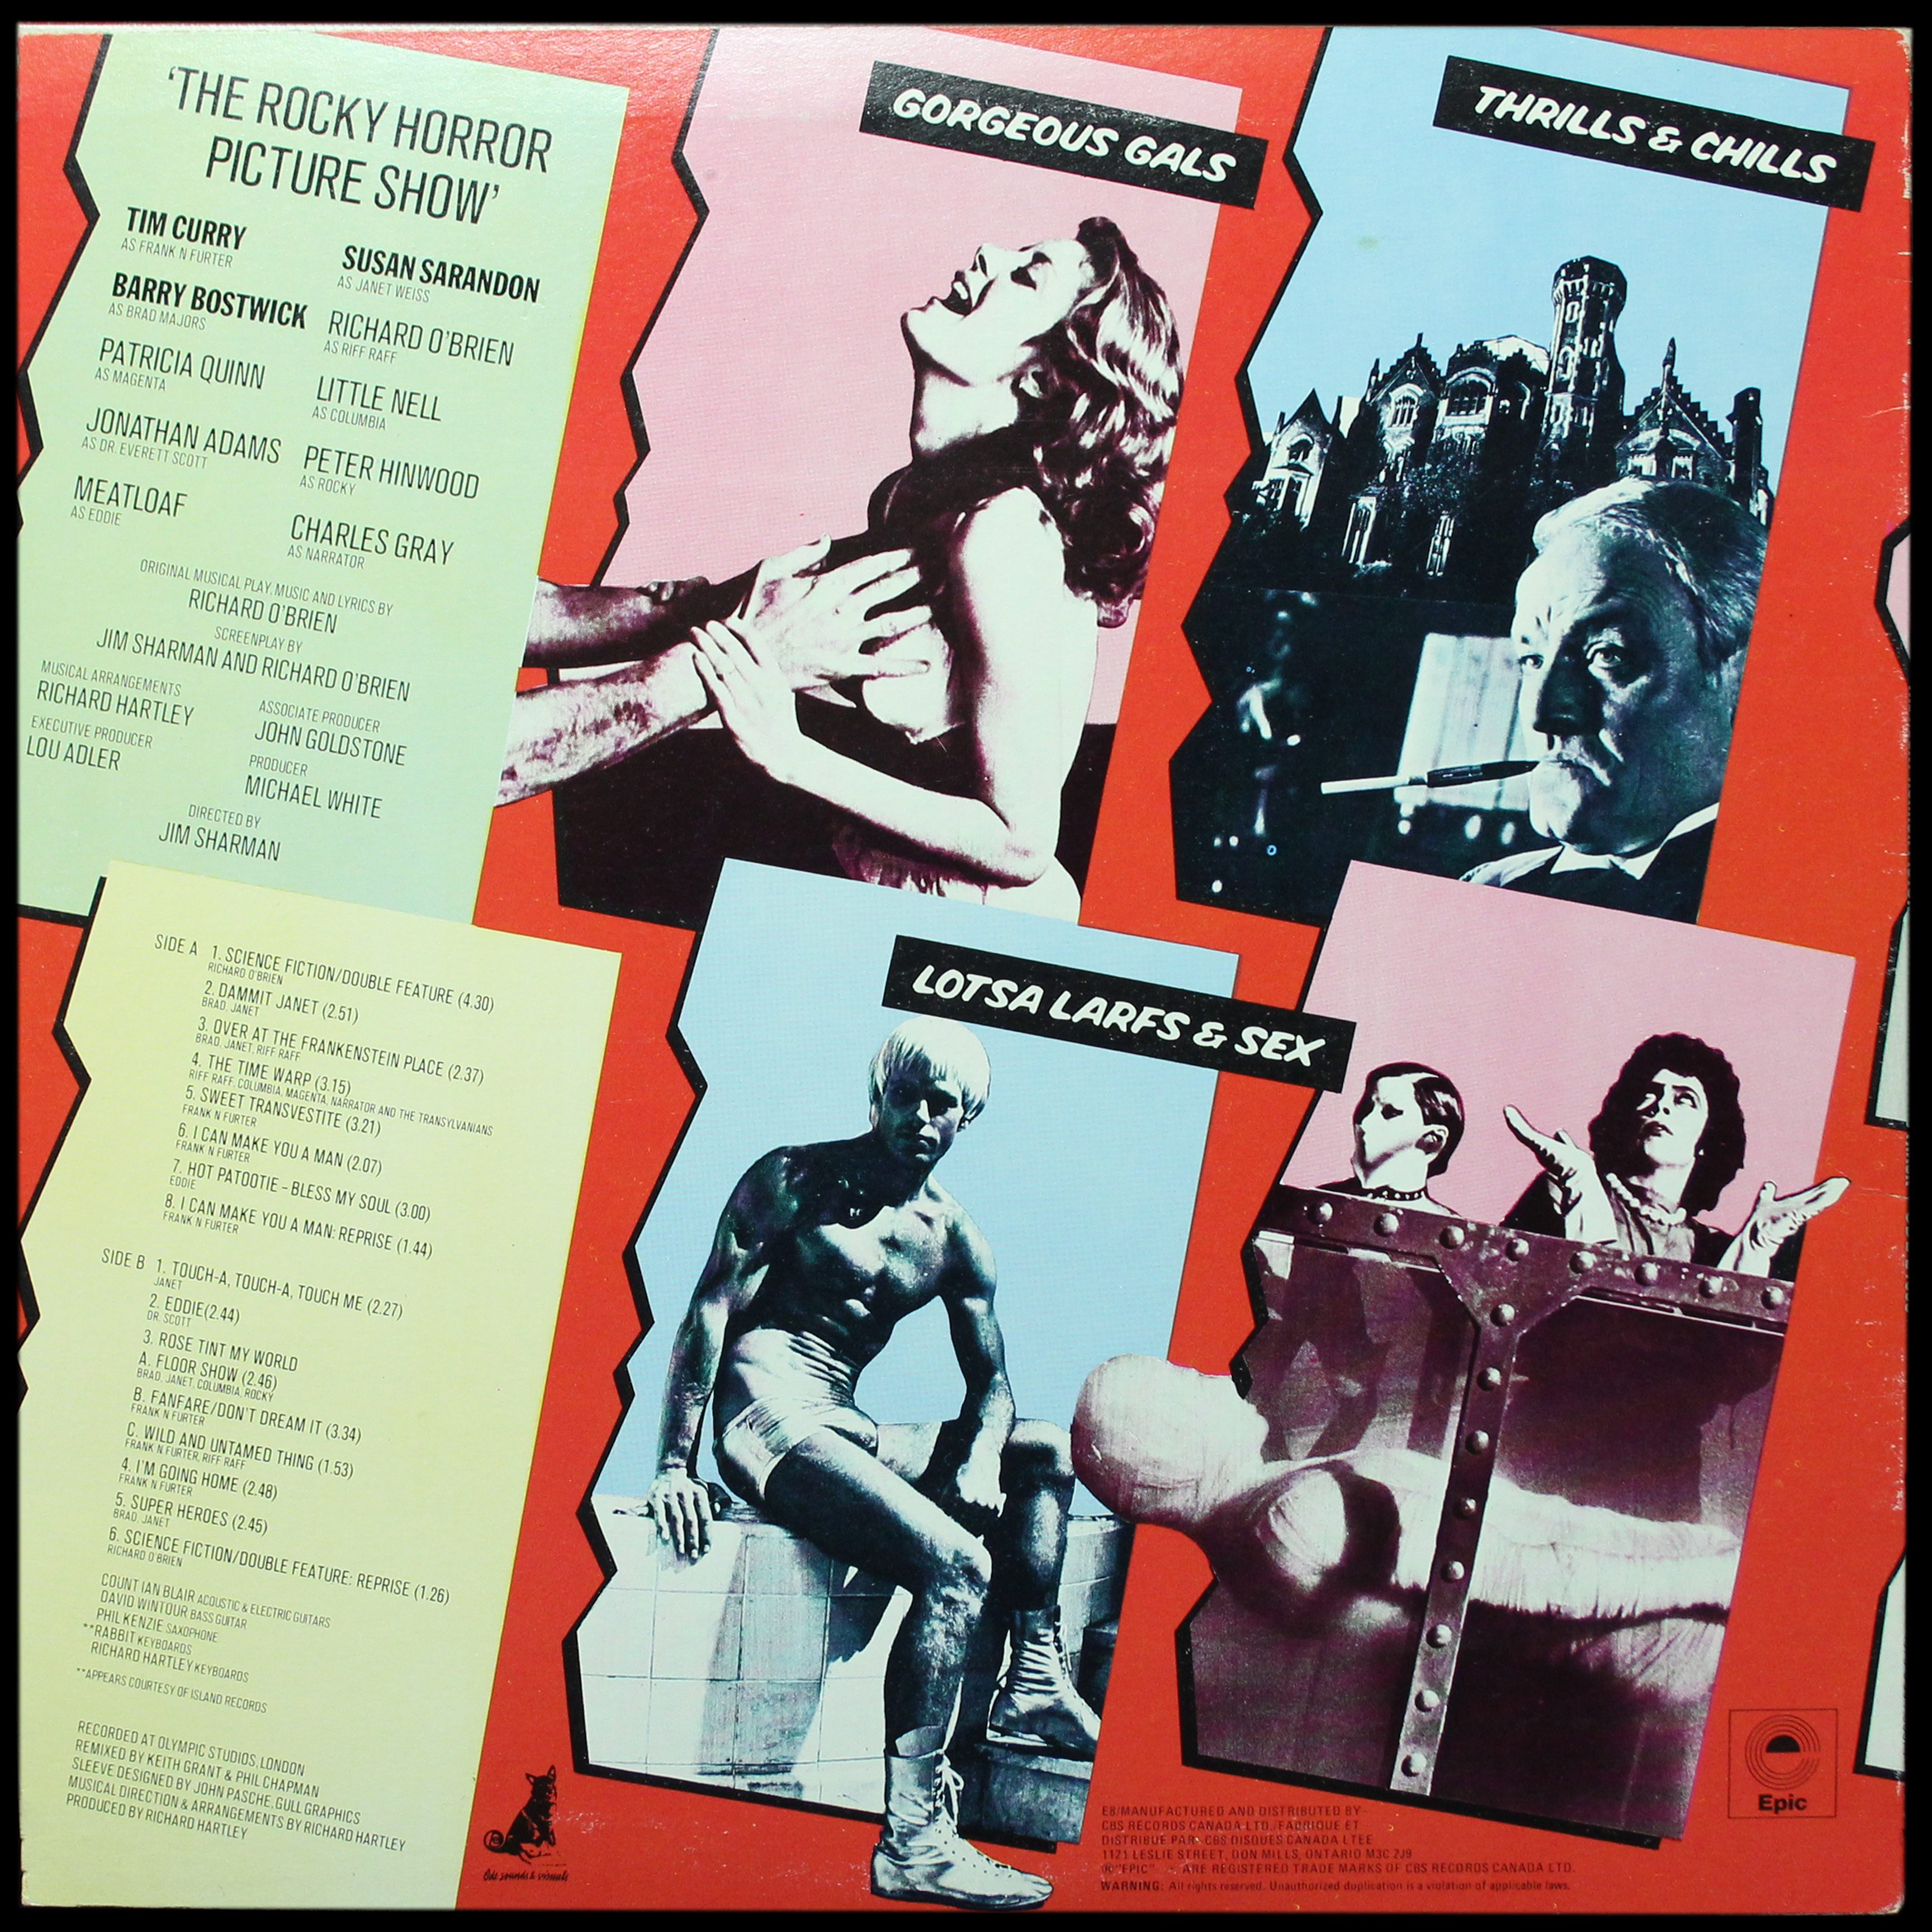 'THE ROCKY HORROR
PICTURE SHOW'
TIM CURRY
AS FRANK N FURTER
SUSAN SARANDON
AS JANET WEISS
BARRY BOSTWICK
AS BRAD MAJORS
RICHARD O'BRIEN
AS RIFF RAFF
PATRICIA QUINN
AS MAGENTA
LITTLE NELL
AS COLUMBIA
JONATHAN ADAMS
AS DR. EVERETT SCOTT
PETER HINWOOD
AS ROCKY
MEATLOAF
AS EDDIE
CHARLES GRAY
AS NARRATOR
ORIGINAL MUSICAL PLAY, MUSIC AND LYRICS BY
RICHARD O'BRIEN
SCREENPLAY BY
JIM SHARMAN AND RICHARD O'BRIEN
MUSICAL ARRANGEMENTS
RICHARD HARTLEY
ASSOCIATE PRODUCER
JOHN GOLDSTONE
EXECUTIVE PRODUCER
LOU ADLER
PRODUCER
MICHAEL WHITE
DIRECTED BY
JIM SHARMAN
GORGEOUS GALS
THRILLS & CHILLS
LOTSA LARFS & SEX
SIDE A 1. SCIENCE FICTION/DOUBLE FEATURE (4.30)
RICHARD O'BRIEN
2. DAMMIT JANET (2.51)
BRAD, JANET
3. OVER AT THE FRANKENSTEIN PLACE (2.37)
BRAD, JANET, RIFF RAFF
4. THE TIME WARP (3.15)
RIFF RAFF, COLUMBIA, MAGENTA, NARRATOR AND THE TRANSYLVANIANS
5. SWEET TRANSVESTITE (3.21)
FRANK N FURTER
6. I CAN MAKE YOU A MAN (2.07)
FRANK N FURTER
7. HOT PATOOTIE – BLESS MY SOUL (3.00)
EDDIE
8. I CAN MAKE YOU A MAN: REPRISE (1.44)
FRANK N FURTER
SIDE B 1. TOUCH-A, TOUCH-A, TOUCH ME (2.27)
JANET
2. EDDIE(2.44)
DR. SCOTT
3. ROSE TINT MY WORLD
A. FLOOR SHOW (2.46)
BRAD, JANET, COLUMBIA, ROCKY
B. FANFARE/DON'T DREAM IT (3.34)
FRANK N FURTER
C. WILD AND UNTAMED THING (1.53)
FRANK N FURTER, RIFF RAFF
4. I'M GOING HOME (2.48)
FRANK N FURTER
5. SUPER HEROES (2.45)
BRAD, JANET
6. SCIENCE FICTION/DOUBLE FEATURE: REPRISE (1.26)
RICHARD O'BRIEN
COUNT IAN BLAIR ACOUSTIC & ELECTRIC GUITARS
DAVID WINTOUR BASS GUITAR
PHIL KENZIE SAXOPHONE
**RABBIT KEYBOARDS
RICHARD HARTLEY KEYBOARDS
**APPEARS COURTESY OF ISLAND RECORDS
RECORDED AT OLYMPIC STUDIOS, LONDON
REMIXED BY KEITH GRANT & PHIL CHAPMAN
SLEEVE DESIGNED BY JOHN PASCHE, GULL GRAPHICS
MUSICAL DIRECTION & ARRANGEMENTS BY RICHARD HARTLEY
PRODUCED BY RICHARD HARTLEY
Ode sounds & visuals
E8/MANUFACTURED AND DISTRIBUTED BY-
CBS RECORDS CANADA LTD./FABRIQUE ET
DISTRIBUE PAR: CBS DISQUES CANADA LTEE
1121 LESLIE STREET, DON MILLS, ONTARIO M3C 2J9
"EPIC" ARE REGISTERED TRADE MARKS OF CBS RECORDS CANADA LTD.
WARNING: All rights reserved. Unauthorized duplication is a violation of applicable laws.
Epic